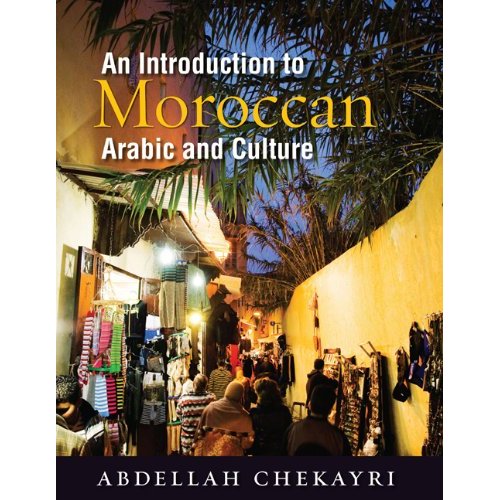 An Introduction to
Moroccan
Arabic and Culture
ABDELLAH CHEKAYRI